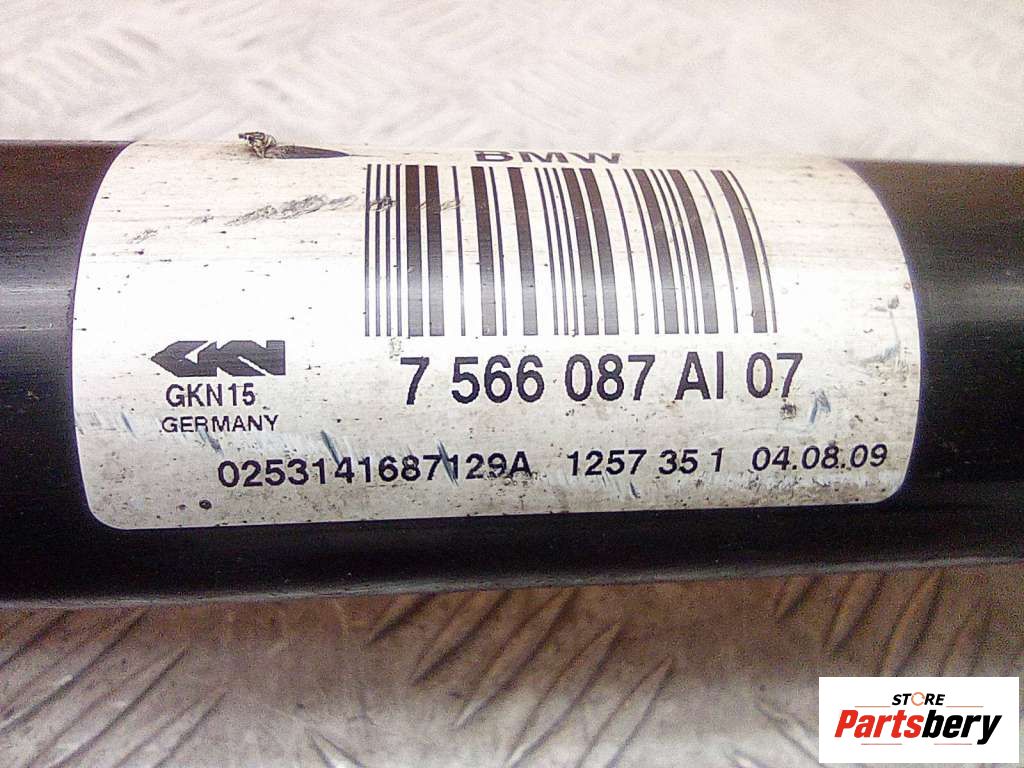 BMW
7 566 087 AI 07
GKN
GKN15
GERMANY
0253141687129A 1257 35 1 04.08.09
STORE
Partsbery